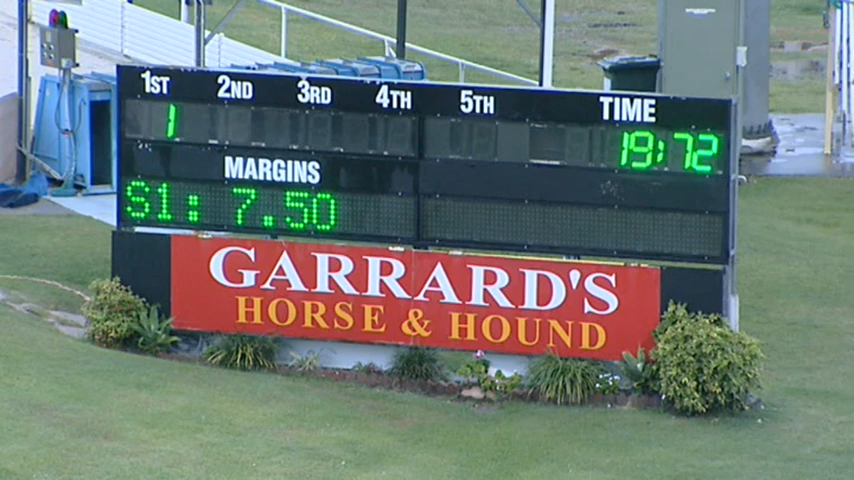 1ST 2ND 3RD 4TH 5TH TIME
1 19:72
MARGINS
S1: 7.50
GARRARD'S
HORSE & HOUND